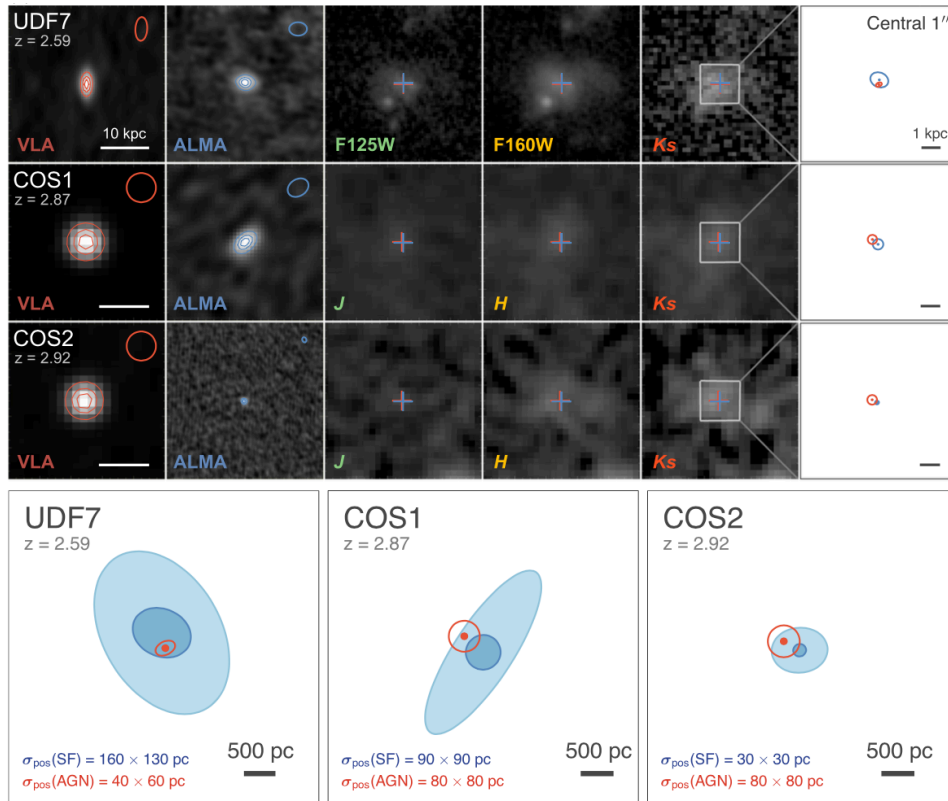 UDF7
z = 2.59
10 kpc
VLA
ALMA
F125W
F160W
Ks
Central 1″
1 kpc
COS1
z = 2.87
VLA
ALMA
J
H
Ks
COS2
z = 2.92
VLA
ALMA
J
H
Ks
UDF7
z = 2.59
σpos(SF) = 160 × 130 pc
σpos(AGN) = 40 × 60 pc
500 pc
COS1
z = 2.87
σpos(SF) = 90 × 90 pc
σpos(AGN) = 80 × 80 pc
500 pc
COS2
z = 2.92
σpos(SF) = 30 × 30 pc
σpos(AGN) = 80 × 80 pc
500 pc